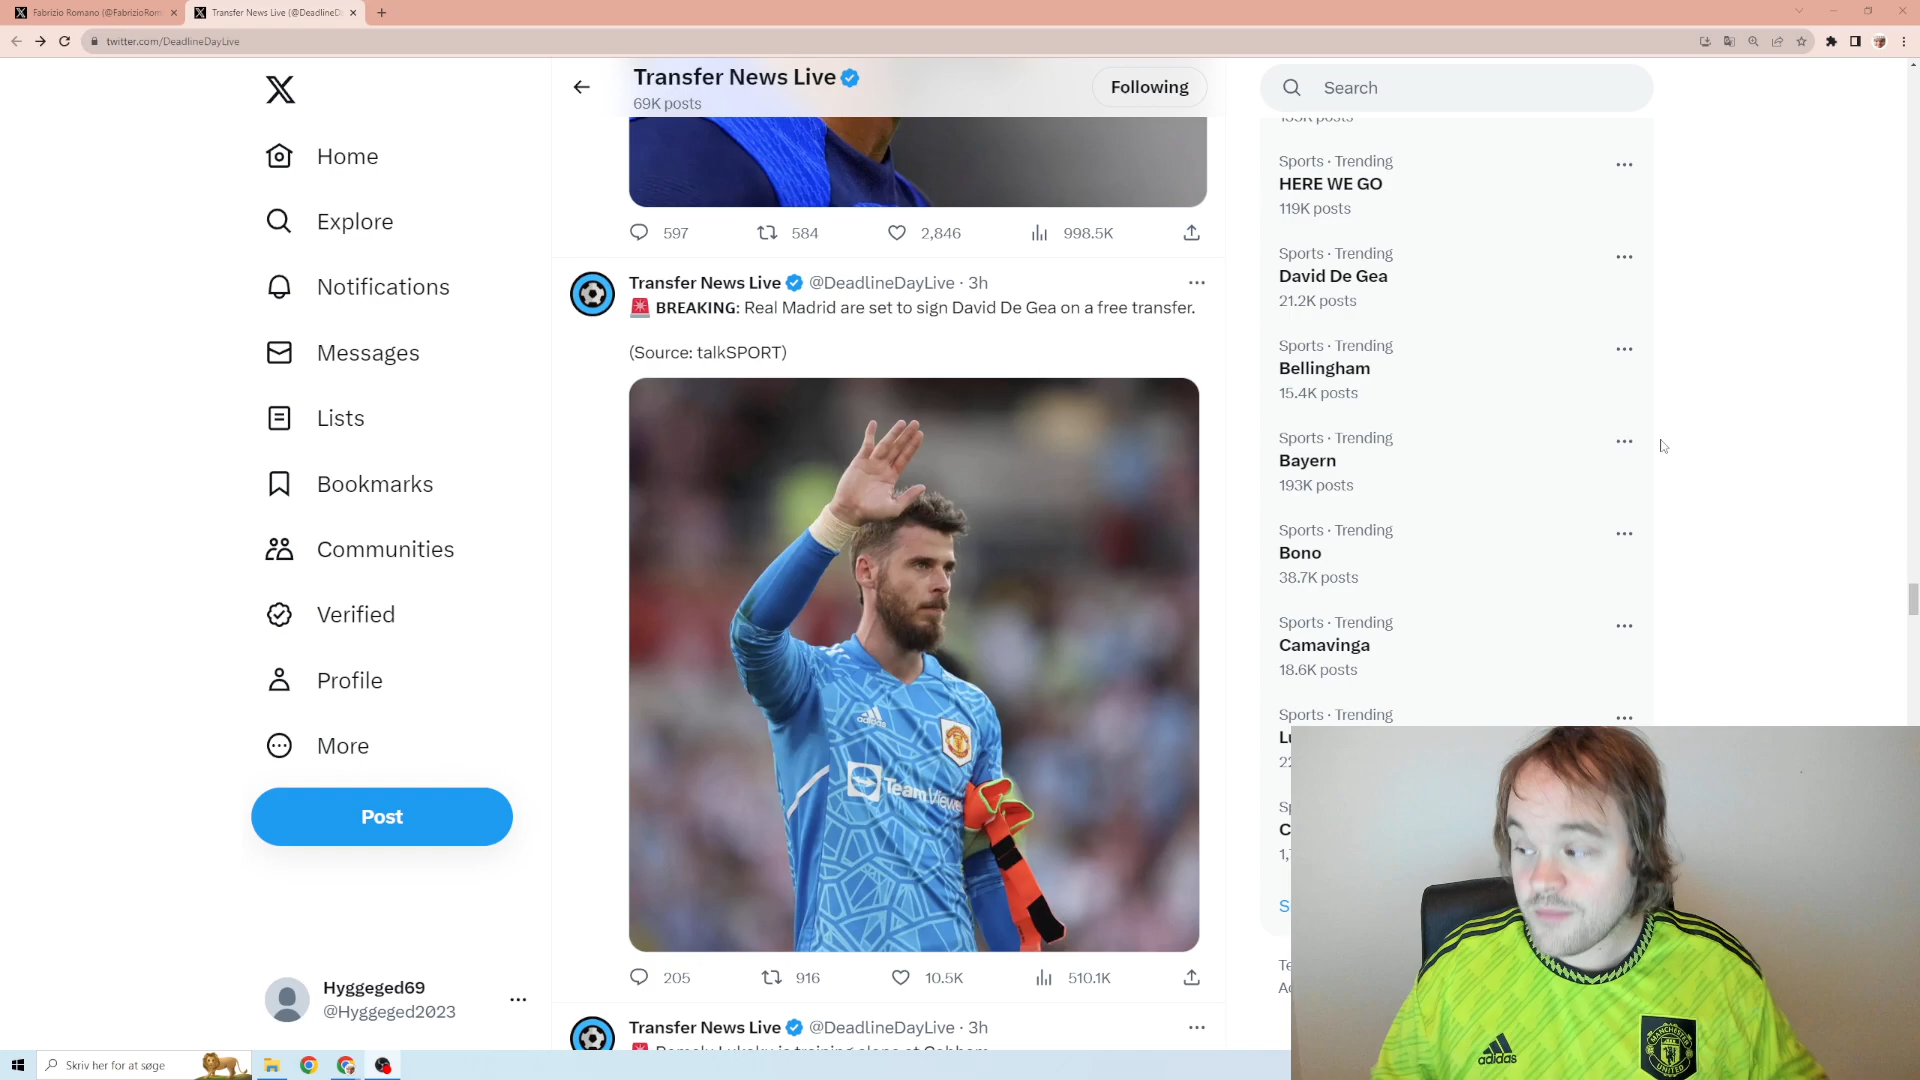 Fabrizio Romano (@FabrizioRom
Transfer News Live (@DeadlineDa
twitter.com/DeadlineDayLive
X
Home
Explore
Notifications
Messages
Lists
Bookmarks
Communities
Verified
Profile
More
Post
Hyggeged69
@Hyggeged2023
Transfer News Live
69K posts
Following
597 584 2,846 998.5K
Transfer News Live @DeadlineDayLive · 3h
BREAKING: Real Madrid are set to sign David De Gea on a free transfer.
(Source: talkSPORT)
adidas
TeamViewer
205 916 10.5K 510.1K
Transfer News Live @DeadlineDayLive · 3h
Search
Sports · Trending
HERE WE GO
119K posts
Sports · Trending
David De Gea
21.2K posts
Sports · Trending
Bellingham
15.4K posts
Sports · Trending
Bayern
193K posts
Sports · Trending
Bono
38.7K posts
Sports · Trending
Camavinga
18.6K posts
Sports · Trending
adidas
MANCHESTER
UNITED
Skriv her for at søge